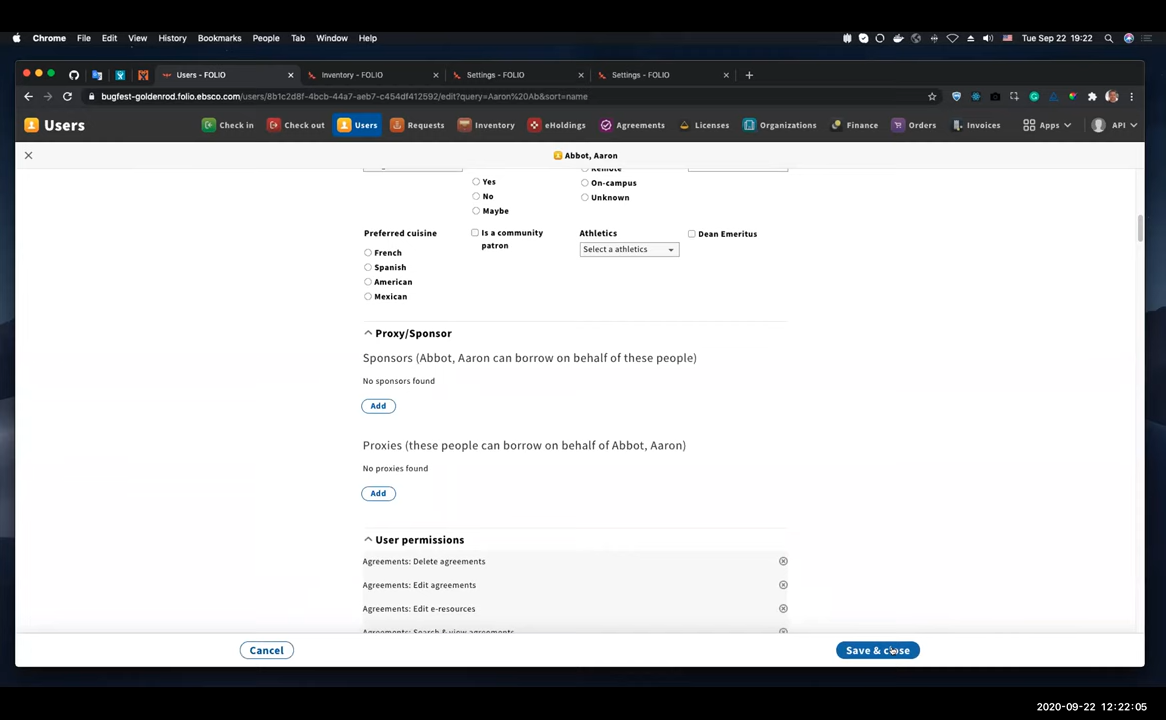 Chrome File Edit View History Bookmarks People Tab Window Help Tue Sep 22 19:22
Users - FOLIO Inventory - FOLIO Settings - FOLIO Settings - FOLIO
bugfest-goldenrod.folio.ebsco.com/users/8b1c2d8f-4bcb-44a7-aeb7-c454df412592/edit?query=Aaron%20Ab&sort=name
Users Check in Check out Users Requests Inventory eHoldings Agreements Licenses Organizations Finance Orders Invoices Apps API
Abbot, Aaron
Remote
Yes
On-campus
No
Unknown
Maybe
Preferred cuisine
Is a community patron
Athletics
Dean Emeritus
Select a athletics
French
Spanish
American
Mexican
Proxy/Sponsor
Sponsors (Abbot, Aaron can borrow on behalf of these people)
No sponsors found
Add
Proxies (these people can borrow on behalf of Abbot, Aaron)
No proxies found
Add
User permissions
Agreements: Delete agreements
Agreements: Edit agreements
Agreements: Edit e-resources
Agreements: Search & view agreements
Cancel Save & close
2020-09-22 12:22:05